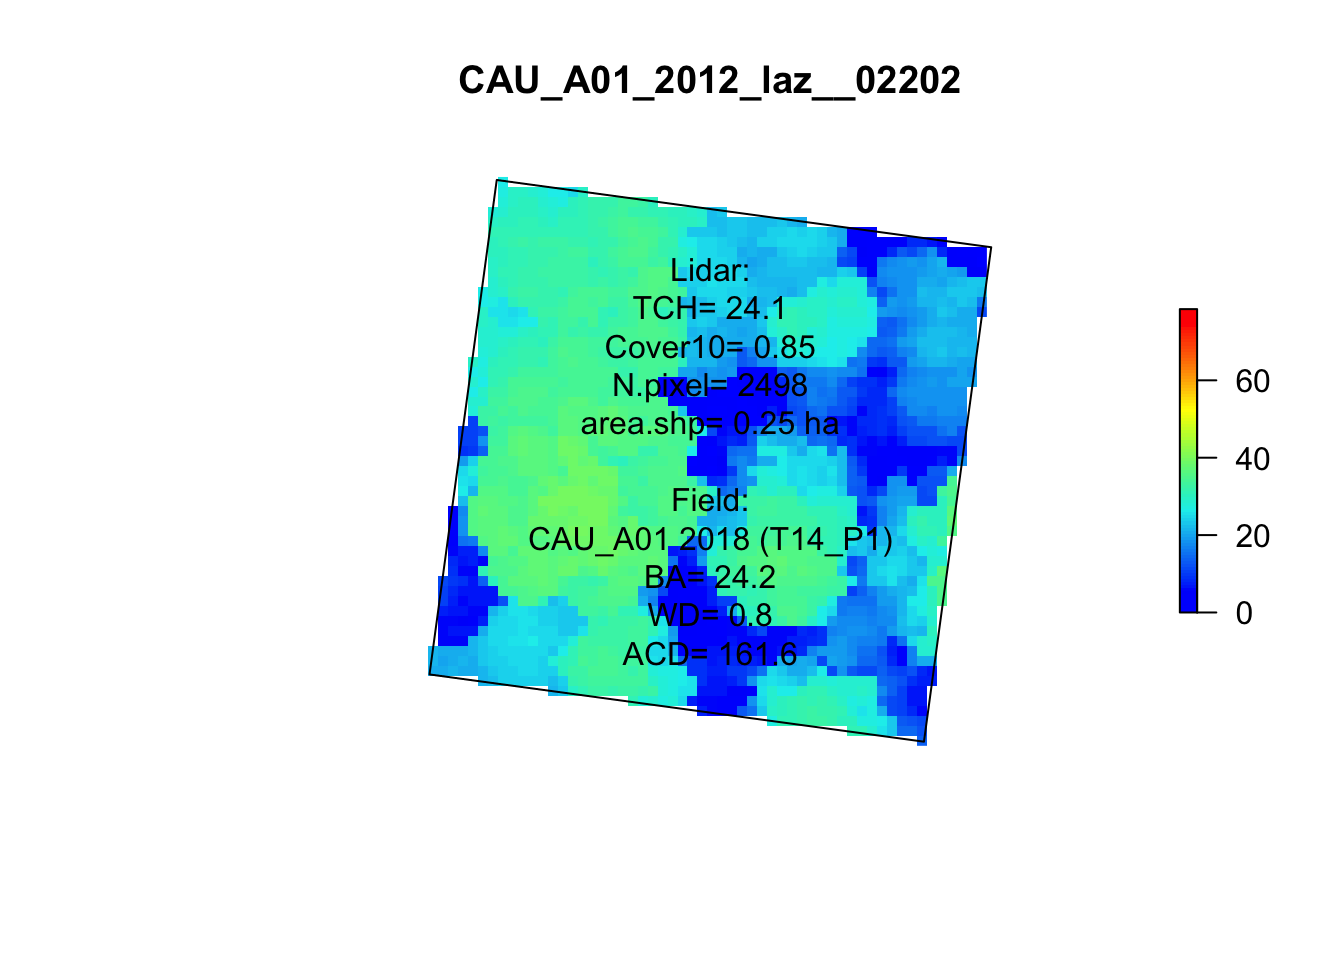 CAU_A01_2012_laz__02202
Lidar:
TCH= 24.1
Cover10= 0.85
N.pixel= 2498
area.shp= 0.25 ha
Field:
CAU_A01 2018 (T14_P1)
BA= 24.2
WD= 0.8
ACD= 161.6
60
40
20
0